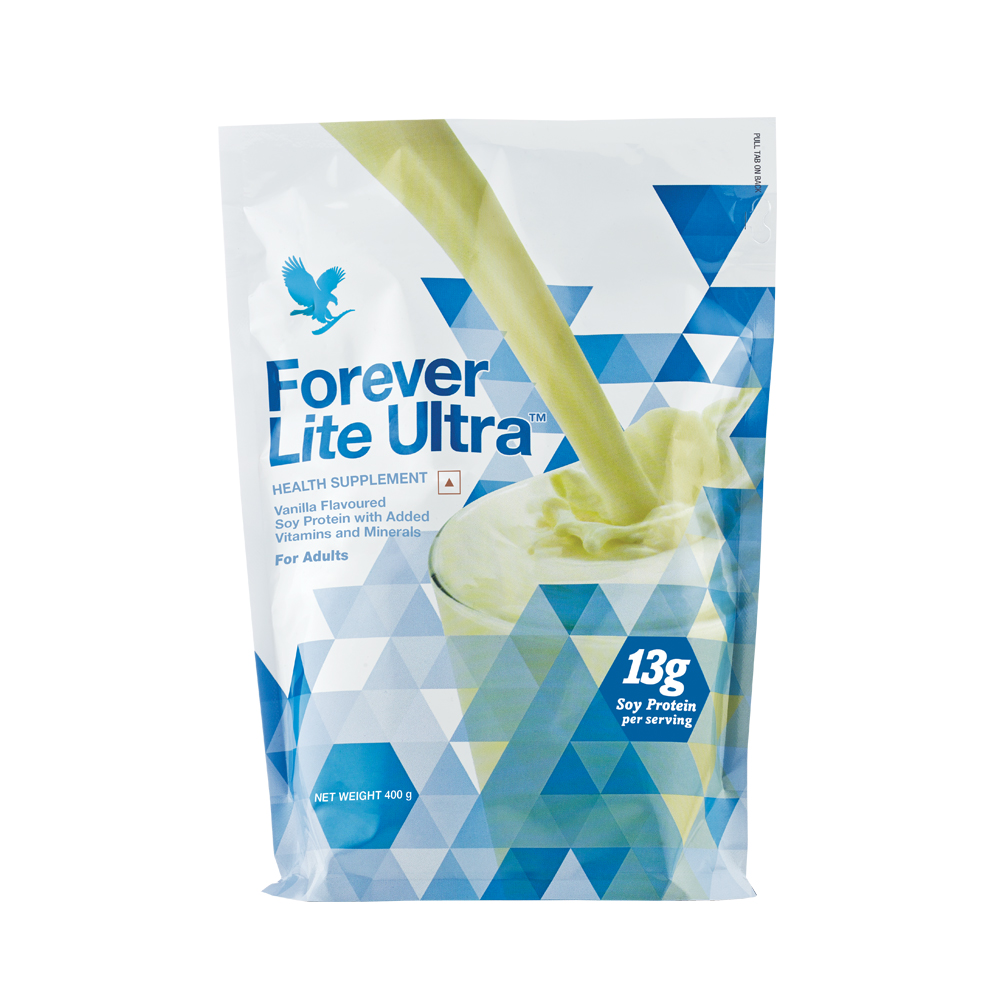 PULL TAB ON BACK
Forever
Lite Ultra™
HEALTH SUPPLEMENT
Vanilla Flavoured
Soy Protein with Added
Vitamins and Minerals
For Adults
13g
Soy Protein
per serving
NET WEIGHT 400 g